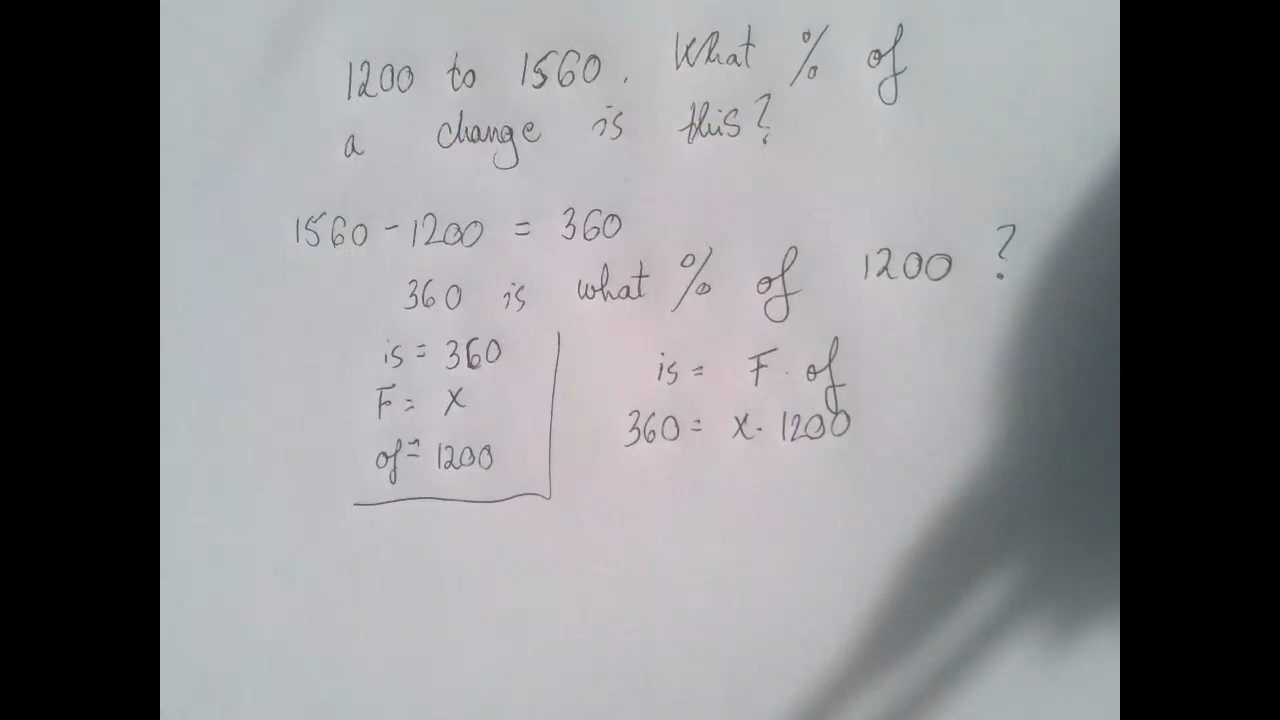 1200 to 1560. What % of
a change is this?
1560 - 1200 = 360
360 is what % of 1200 ?
is = 360
F = x
of = 1200
is = F · of
360 = x · 1200